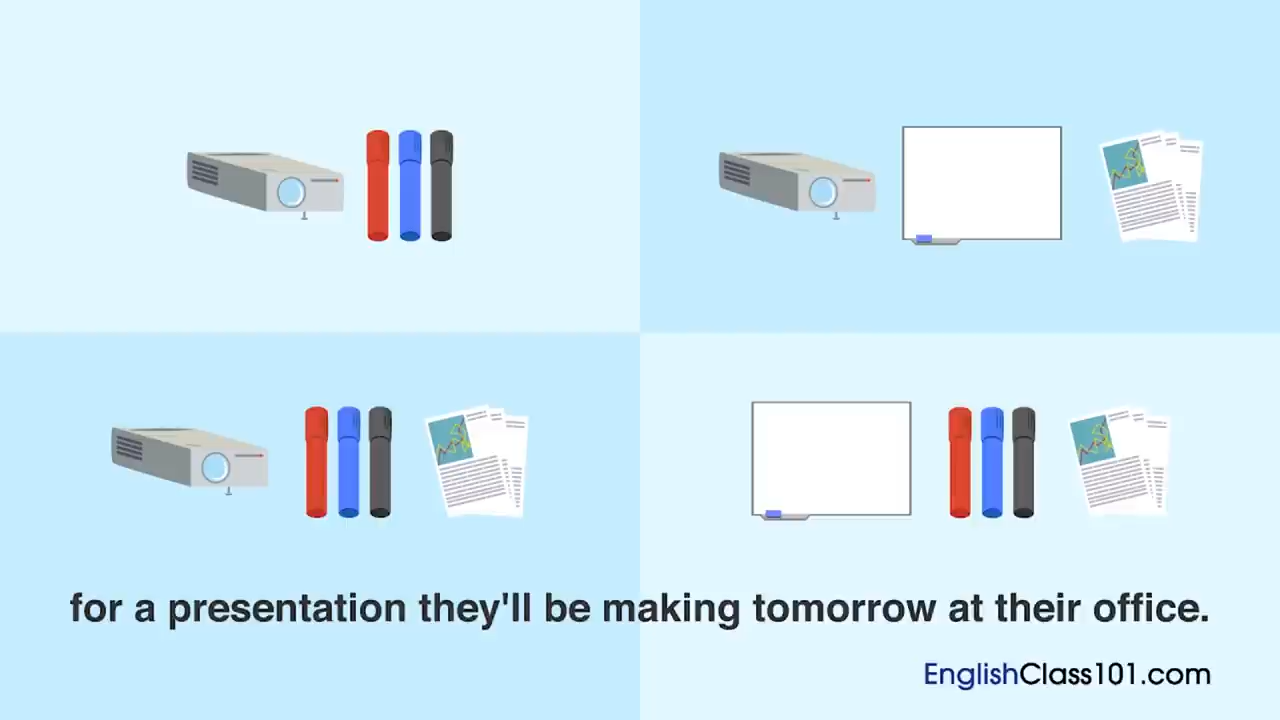 for a presentation they'll be making tomorrow at their office.
EnglishClass101.com